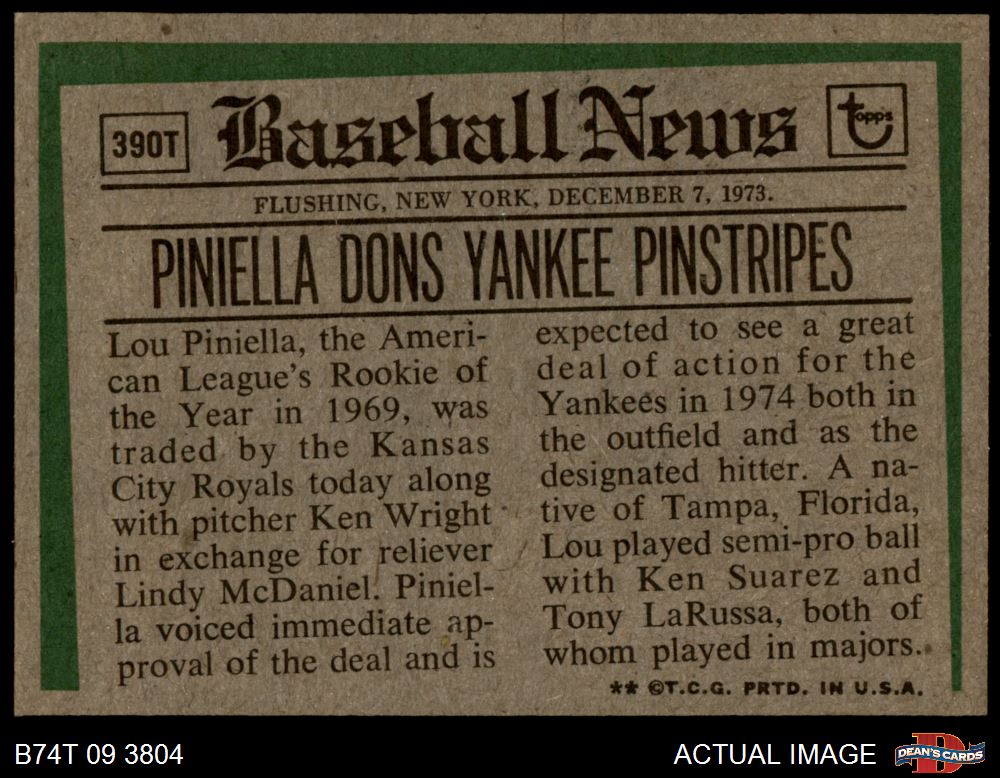 390T
Baseball News
topps
FLUSHING, NEW YORK, DECEMBER 7, 1973.
PINIELLA DONS YANKEE PINSTRIPES
Lou Piniella, the Ameri-
can League's Rookie of
the Year in 1969, was
traded by the Kansas
City Royals today along
with pitcher Ken Wright
in exchange for reliever
Lindy McDaniel. Piniel-
la voiced immediate ap-
proval of the deal and is
expected to see a great
deal of action for the
Yankees in 1974 both in
the outfield and as the
designated hitter. A na-
tive of Tampa, Florida,
Lou played semi-pro ball
with Ken Suarez and
Tony LaRussa, both of
whom played in majors.
** ©T.C.G. PRTD. IN U.S.A.
B74T 09 3804
ACTUAL IMAGE
D
DEAN'S CARDS